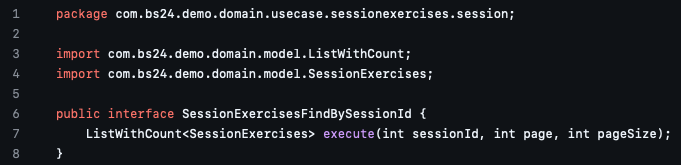 1 package com.bs24.demo.domain.usecase.sessionexercises.session;
2
3 import com.bs24.demo.domain.model.ListWithCount;
4 import com.bs24.demo.domain.model.SessionExercises;
5
6 public interface SessionExercisesFindBySessionId {
7     ListWithCount<SessionExercises> execute(int sessionId, int page, int pageSize);
8 }